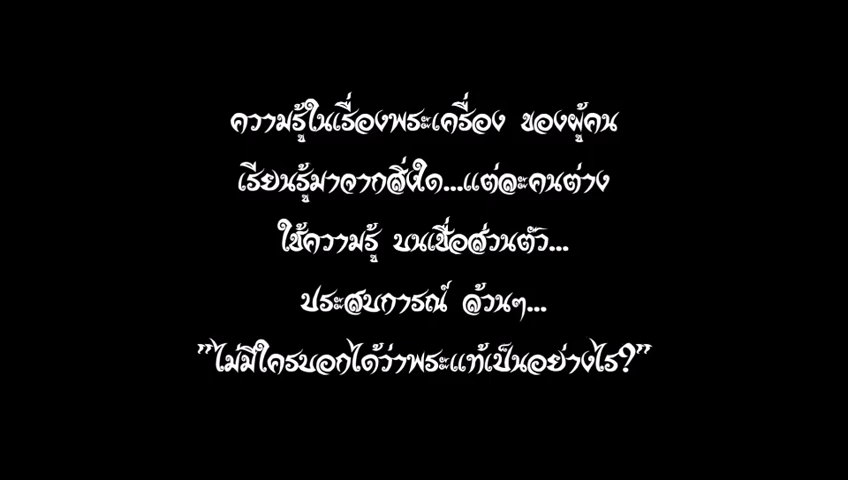 ความรู้ในเรื่องพระเครื่อง ของผู้คน
เรียนรู้มาจากสิ่งใด...แต่ละคนต่าง
ใช้ความรู้ บนเชื่อส่วนตัว...
ประสบการณ์ ล้วนๆ...
"ไม่มีใครบอกได้ว่าพระแท้เป็นอย่างไร?"